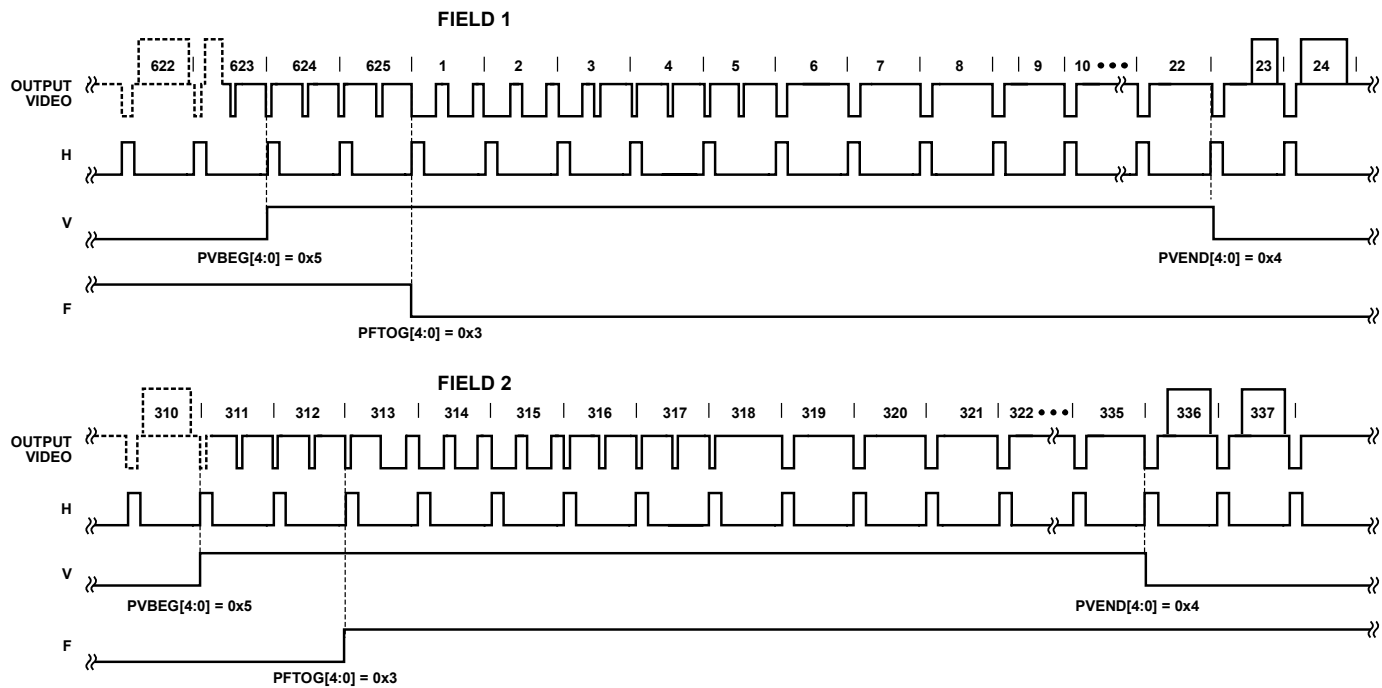 FIELD 1
622 623 624 625 1 2 3 4 5 6 7 8 9 10 ••• 22 23 24
OUTPUT
VIDEO
H
V
PVBEG[4:0] = 0x5 PVEND[4:0] = 0x4
F
PFTOG[4:0] = 0x3
FIELD 2
310 311 312 313 314 315 316 317 318 319 320 321 322 ••• 335 336 337
OUTPUT
VIDEO
H
V
PVBEG[4:0] = 0x5 PVEND[4:0] = 0x4
F
PFTOG[4:0] = 0x3